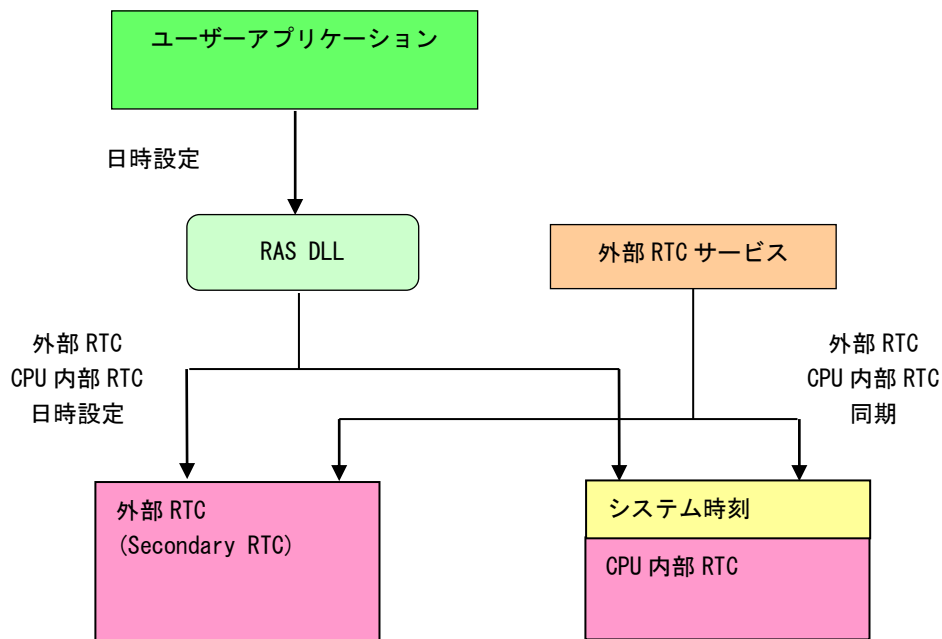 ユーザーアプリケーション
日時設定
RAS DLL
外部 RTC サービス
外部 RTC
CPU 内部 RTC
日時設定
外部 RTC
CPU 内部 RTC
同期
外部 RTC
(Secondary RTC)
システム時刻
CPU 内部 RTC